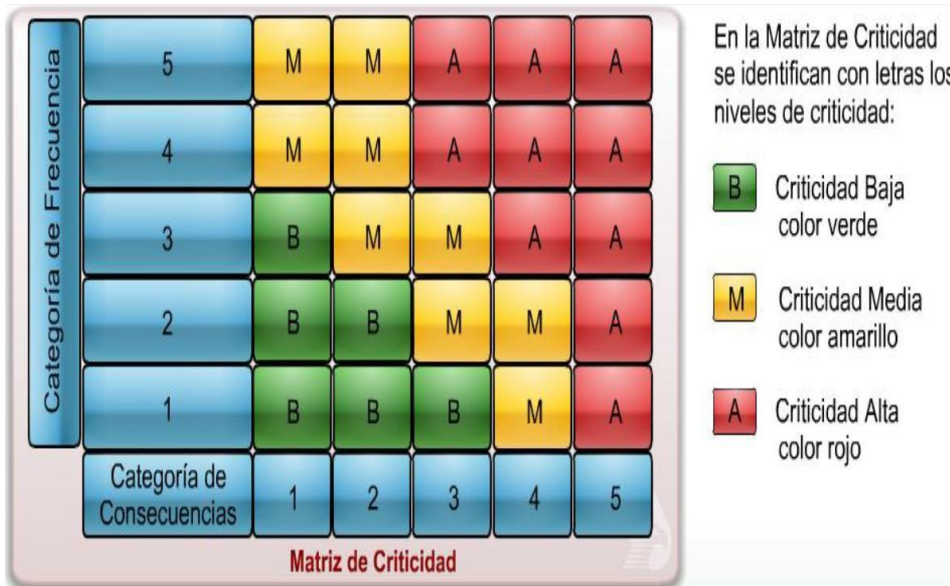 Categoría de Frecuencia
5 M M A A A
4 M M A A A
3 B M M A A
2 B B M M A
1 B B B M A
Categoría de
Consecuencias
1 2 3 4 5
Matriz de Criticidad
En la Matriz de Criticidad
se identifican con letras los
niveles de criticidad:
B Criticidad Baja
color verde
M Criticidad Media
color amarillo
A Criticidad Alta
color rojo